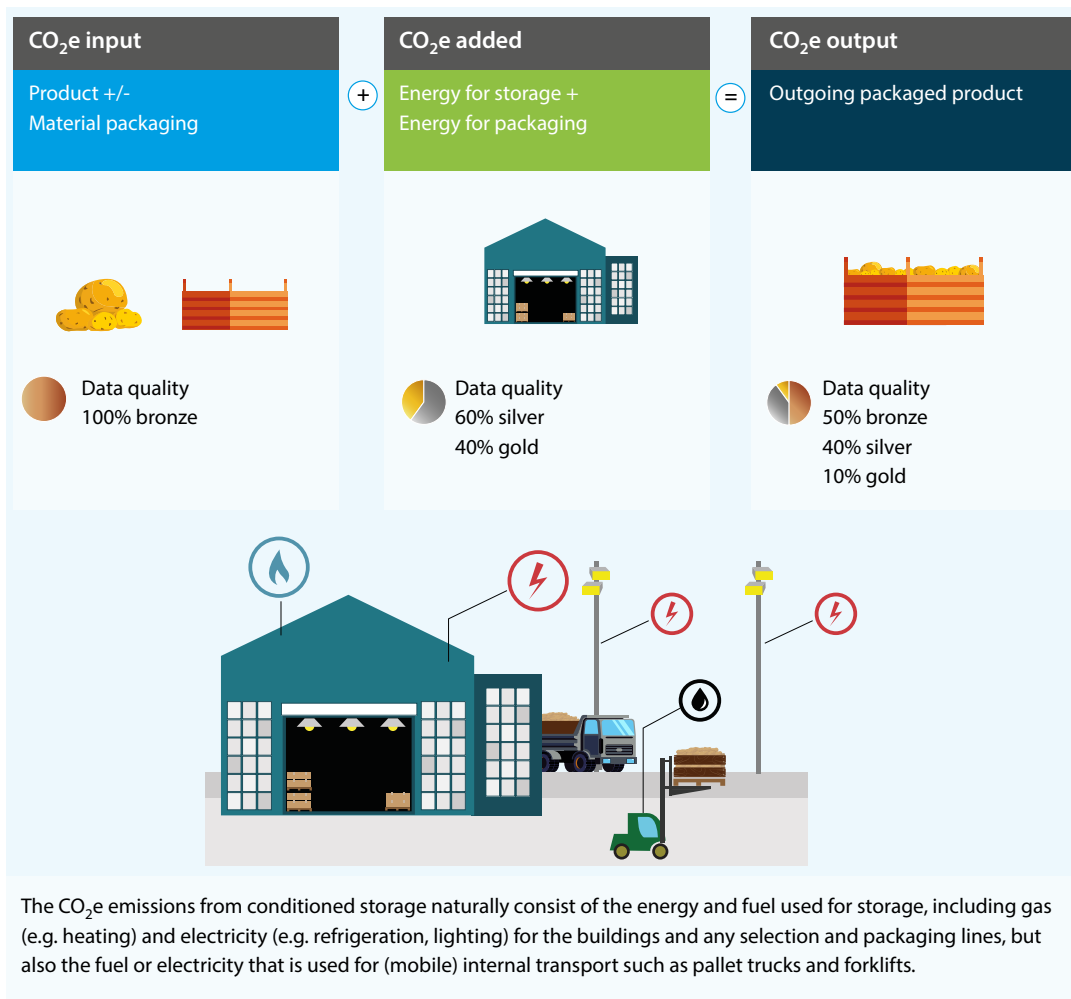 CO₂e input
Product +/-
Material packaging
+
CO₂e added
Energy for storage +
Energy for packaging
=
CO₂e output
Outgoing packaged product
Data quality
100% bronze
Data quality
60% silver
40% gold
Data quality
50% bronze
40% silver
10% gold
The CO₂e emissions from conditioned storage naturally consist of the energy and fuel used for storage, including gas
(e.g. heating) and electricity (e.g. refrigeration, lighting) for the buildings and any selection and packaging lines, but
also the fuel or electricity that is used for (mobile) internal transport such as pallet trucks and forklifts.